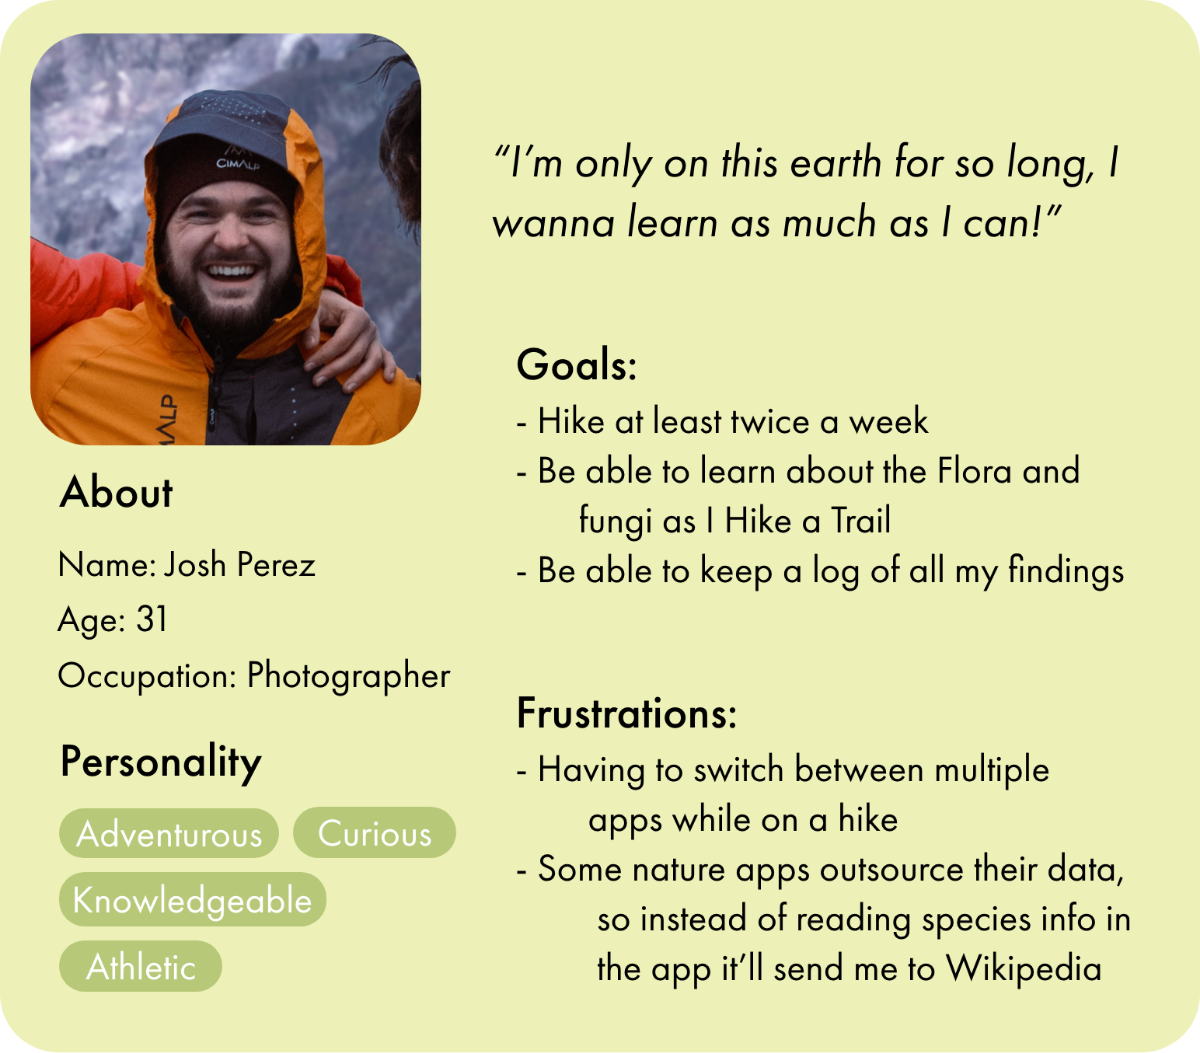 CIMALP
“I’m only on this earth for so long, I
wanna learn as much as I can!”
About
Name: Josh Perez
Age: 31
Occupation: Photographer
Personality
Adventurous
Curious
Knowledgeable
Athletic
Goals:
- Hike at least twice a week
- Be able to learn about the Flora and
fungi as I Hike a Trail
- Be able to keep a log of all my findings
Frustrations:
- Having to switch between multiple
apps while on a hike
- Some nature apps outsource their data,
so instead of reading species info in
the app it’ll send me to Wikipedia